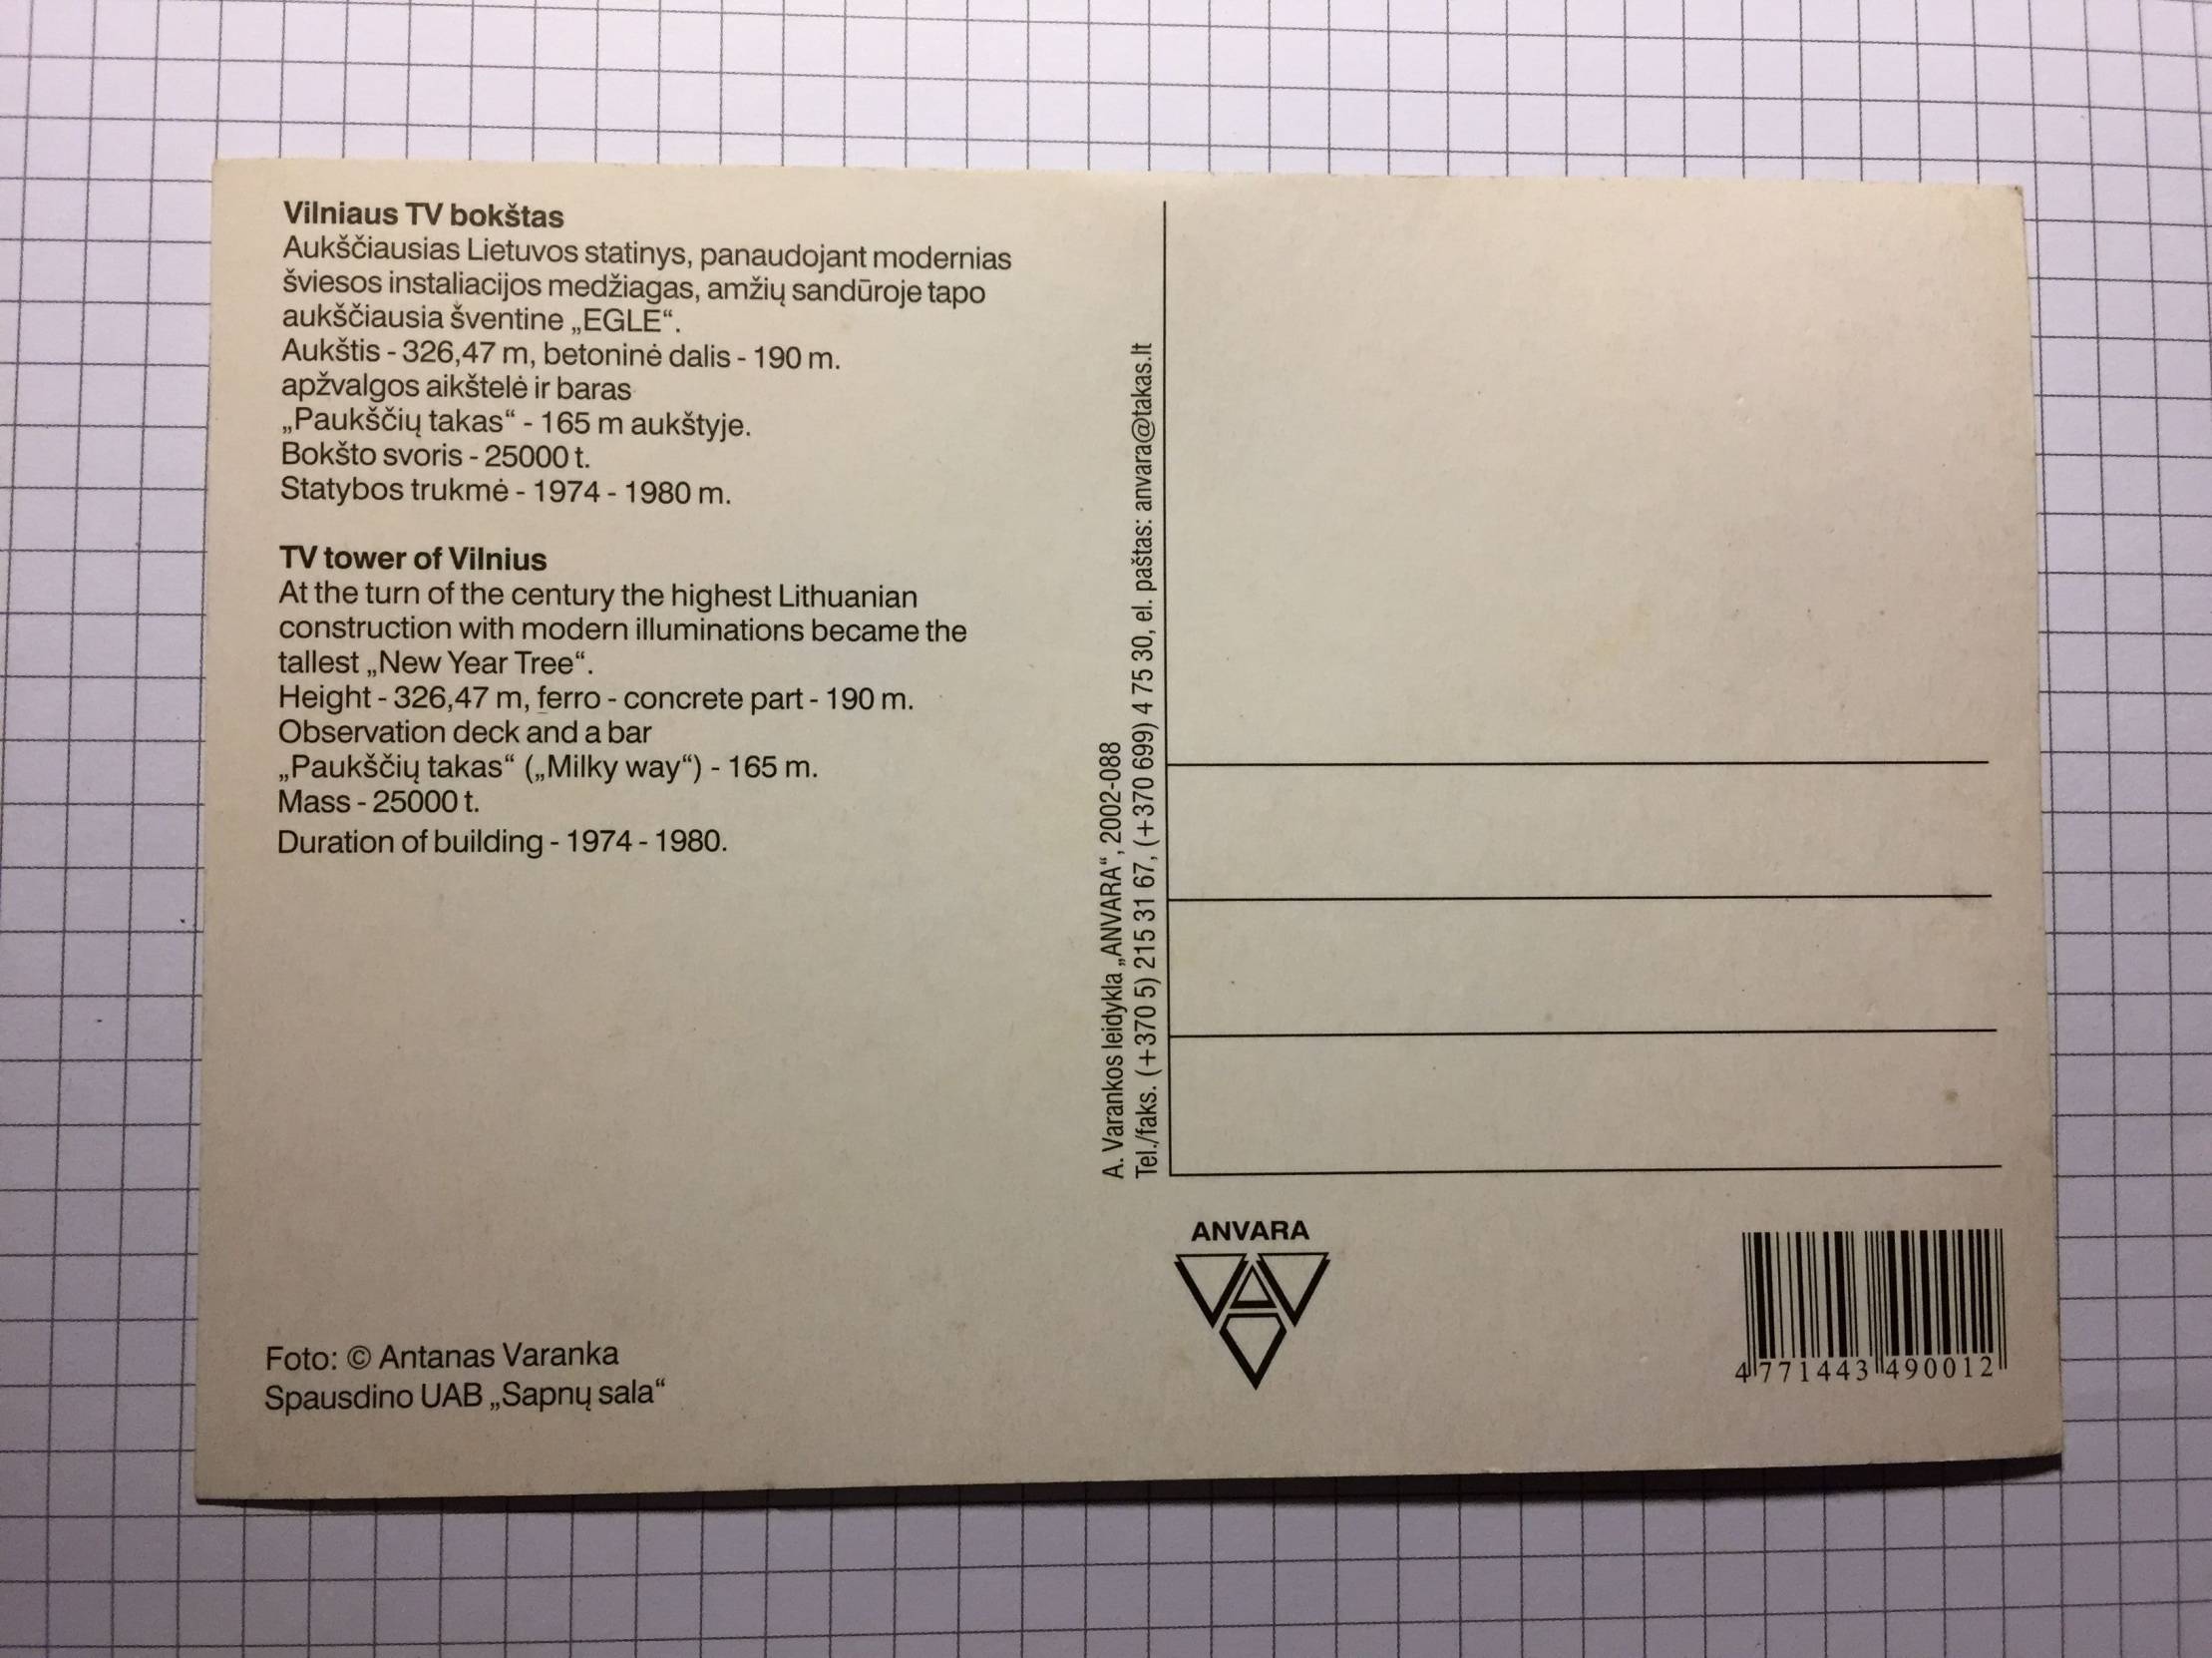 Vilniaus TV bokštas
Aukščiausias Lietuvos statinys, panaudojant modernias
šviesos instaliacijos medžiagas, amžių sandūroje tapo
aukščiausia šventine „EGLE“.
Aukštis - 326,47 m, betoninė dalis - 190 m.
apžvalgos aikštelė ir baras
„Paukščių takas“ - 165 m aukštyje.
Bokšto svoris - 25000 t.
Statybos trukmė - 1974 - 1980 m.
TV tower of Vilnius
At the turn of the century the highest Lithuanian
construction with modern illuminations became the
tallest „New Year Tree“.
Height - 326,47 m, ferro - concrete part - 190 m.
Observation deck and a bar
„Paukščių takas“ („Milky way“) - 165 m.
Mass - 25000 t.
Duration of building - 1974 - 1980.
Foto: © Antanas Varanka
Spausdino UAB „Sapnų sala“
A. Varankos leidykla „ANVARA“, 2002-088
Tel./faks. (+370 5) 215 31 67, (+370 699) 4 75 30, el. paštas: anvara@takas.lt
ANVARA
4 771443 490012